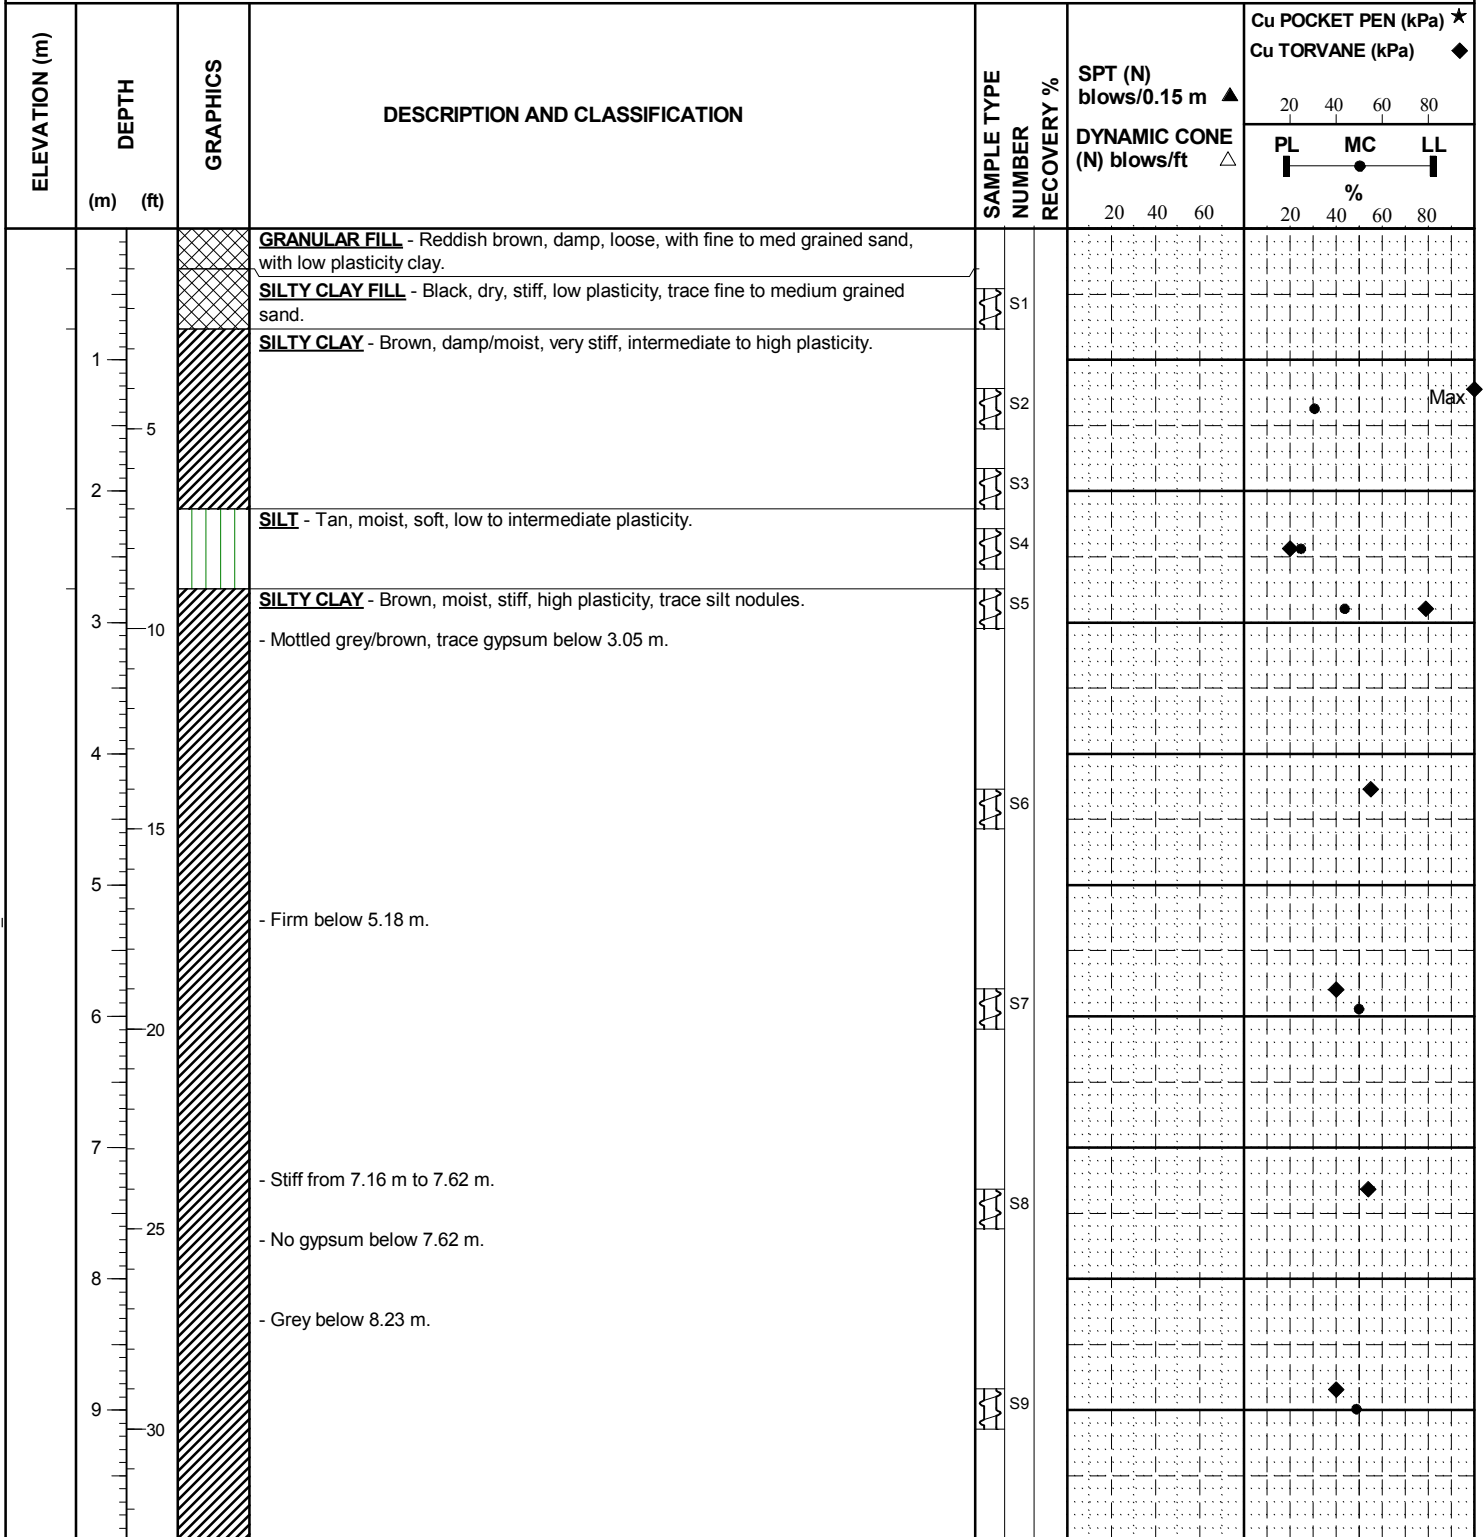 ELEVATION (m)
DEPTH
(m) (ft)
GRAPHICS
DESCRIPTION AND CLASSIFICATION
SAMPLE TYPE
NUMBER
RECOVERY %
SPT (N)
blows/0.15 m ▲
DYNAMIC CONE
(N) blows/ft △
20 40 60
Cu POCKET PEN (kPa) ★
Cu TORVANE (kPa) ◆
20 40 60 80
PL MC LL
%
20 40 60 80
GRANULAR FILL - Reddish brown, damp, loose, with fine to med grained sand,
with low plasticity clay.
SILTY CLAY FILL - Black, dry, stiff, low plasticity, trace fine to medium grained
sand.
S1
SILTY CLAY - Brown, damp/moist, very stiff, intermediate to high plasticity.
1
Max
S2
5
S3
2
SILT - Tan, moist, soft, low to intermediate plasticity.
S4
SILTY CLAY - Brown, moist, stiff, high plasticity, trace silt nodules.
S5
3
10
- Mottled grey/brown, trace gypsum below 3.05 m.
4
S6
15
5
- Firm below 5.18 m.
S7
6
20
7
- Stiff from 7.16 m to 7.62 m.
S8
25
- No gypsum below 7.62 m.
8
- Grey below 8.23 m.
S9
9
30